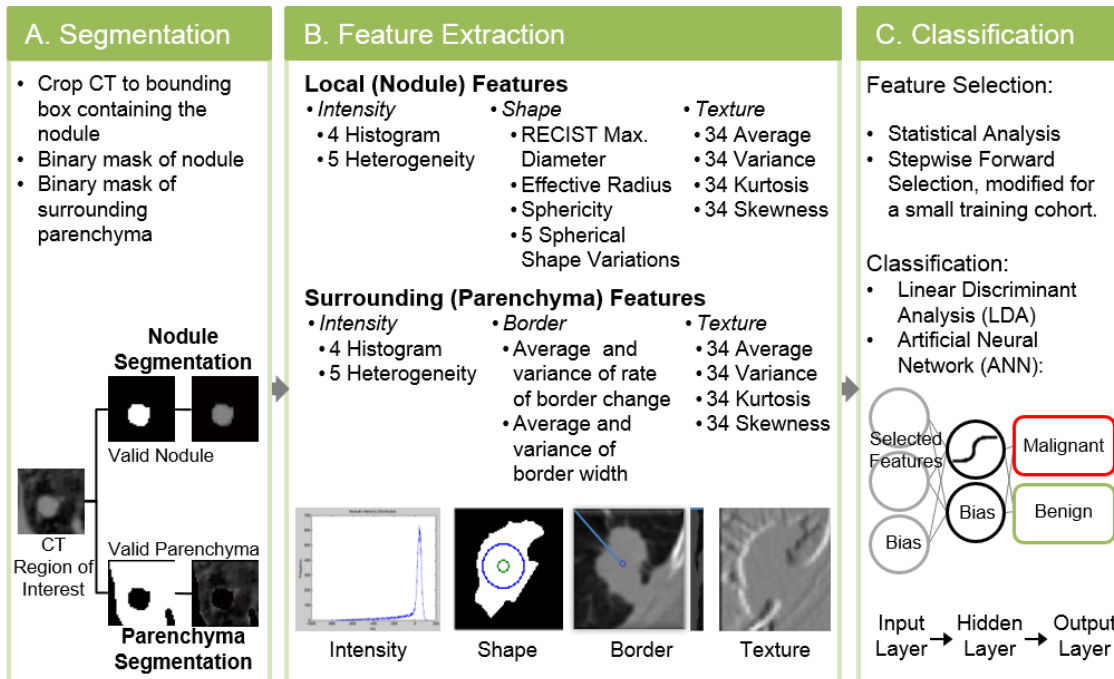 A. Segmentation
• Crop CT to bounding
box containing the
nodule
• Binary mask of nodule
• Binary mask of
surrounding
parenchyma
Nodule
Segmentation
Valid Nodule
CT
Region of
Interest
Valid Parenchyma
Parenchyma
Segmentation
B. Feature Extraction
Local (Nodule) Features
• Intensity
• 4 Histogram
• 5 Heterogeneity
• Shape
• RECIST Max.
Diameter
• Effective Radius
• Sphericity
• 5 Spherical
Shape Variations
• Texture
• 34 Average
• 34 Variance
• 34 Kurtosis
• 34 Skewness
Surrounding (Parenchyma) Features
• Intensity
• 4 Histogram
• 5 Heterogeneity
• Border
• Average and
variance of rate
of border change
• Average and
variance of
border width
• Texture
• 34 Average
• 34 Variance
• 34 Kurtosis
• 34 Skewness
Nodule Intensity Distribution
Frequency
Intensity
Shape
Border
Texture
C. Classification
Feature Selection:
• Statistical Analysis
• Stepwise Forward
Selection, modified for
a small training cohort.
Classification:
• Linear Discriminant
Analysis (LDA)
• Artificial Neural
Network (ANN):
Selected
Features
Bias
Bias
Malignant
Benign
Input
Layer
Hidden
Layer
Output
Layer